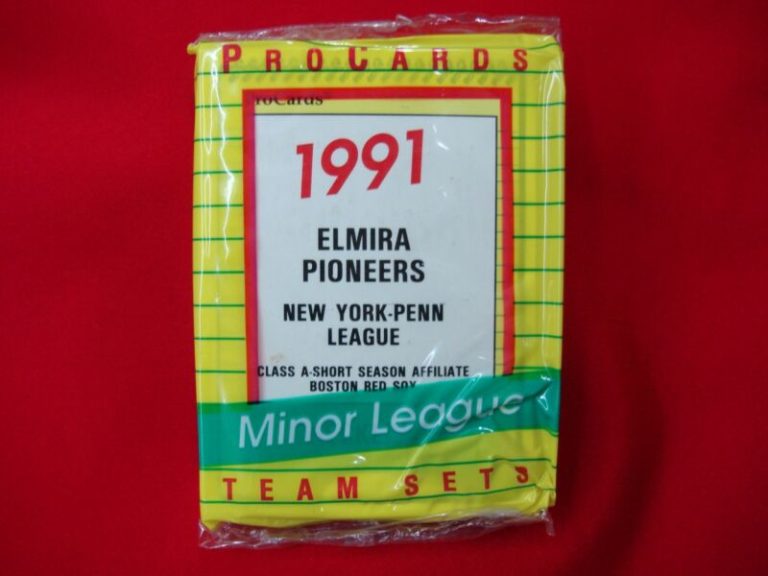 PROCARDS
roCards
1991
ELMIRA
PIONEERS
NEW YORK-PENN
LEAGUE
CLASS A-SHORT SEASON AFFILIATE
BOSTON RED SOX
Minor League
TEAM SETS